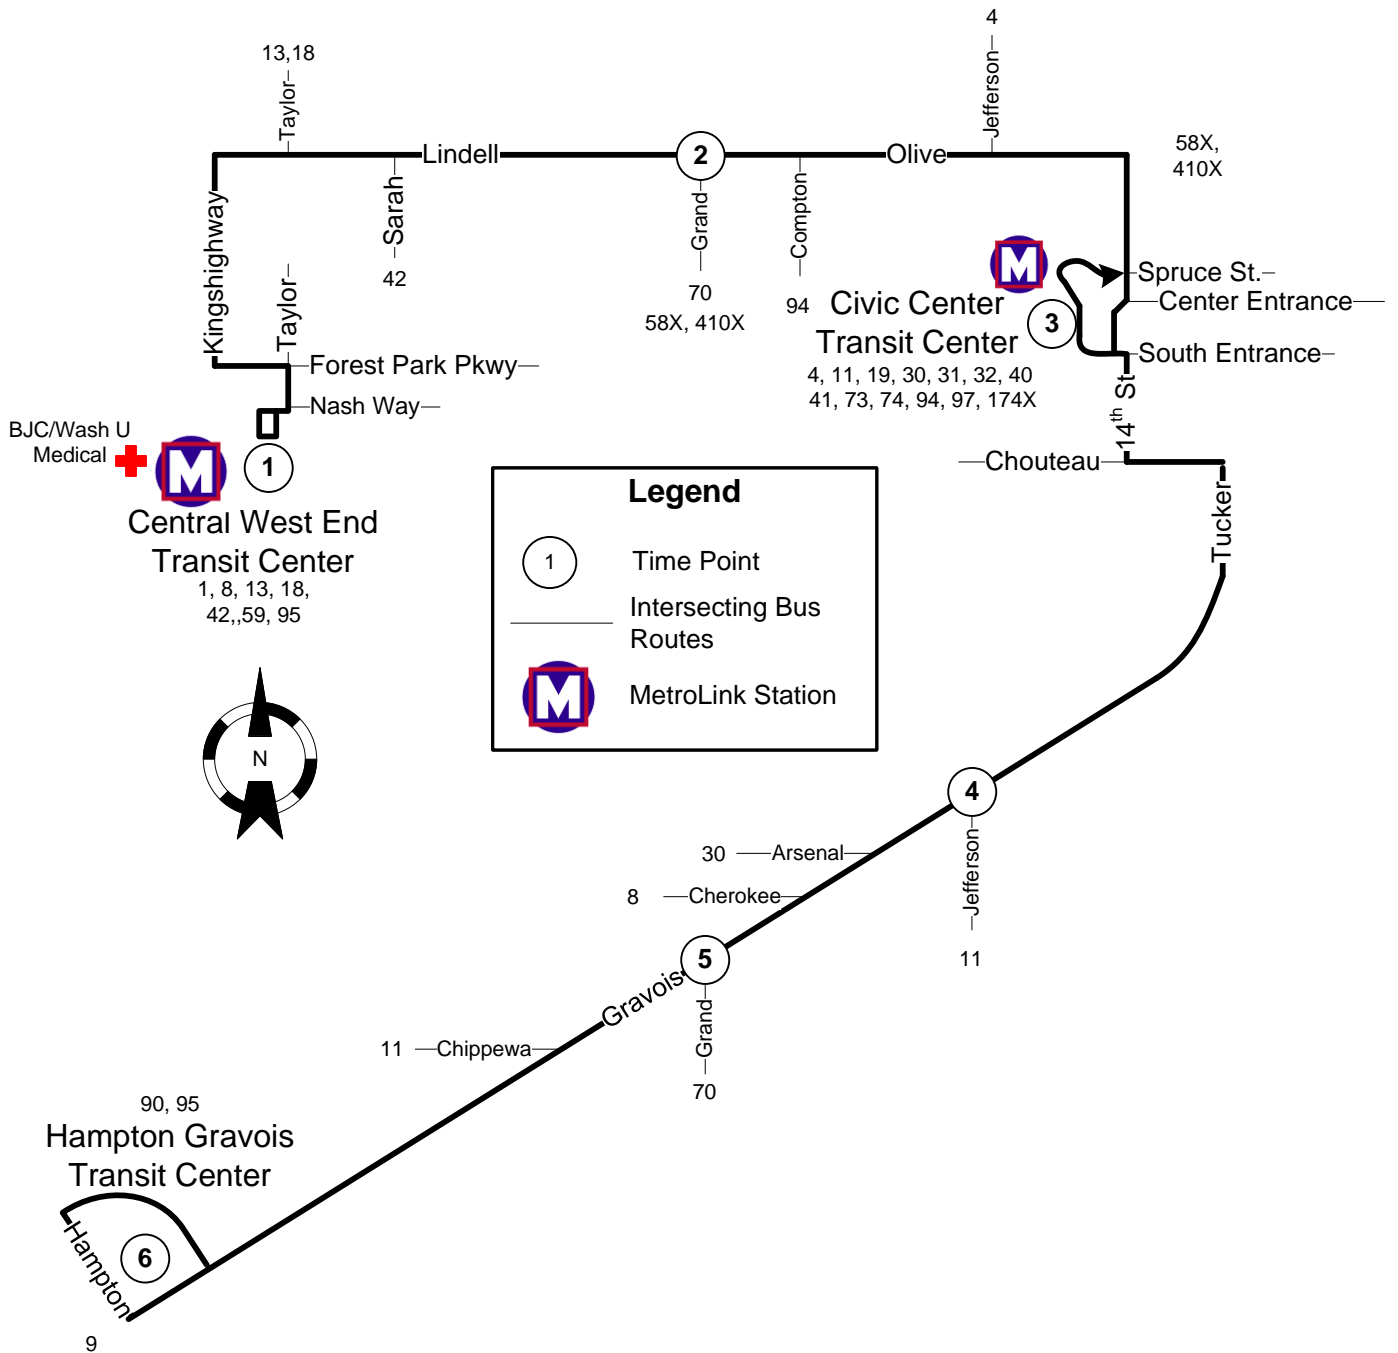 4
13,18
Taylor
Jefferson
Lindell
2
Olive
58X,
410X
Kingshighway
Sarah
42
Grand
70
58X, 410X
Compton
94
M
Spruce St.
Center Entrance
South Entrance
Civic Center
Transit Center
3
4, 11, 19, 30, 31, 32, 40
41, 73, 74, 94, 97, 174X
14th St
Taylor
Forest Park Pkwy
Nash Way
BJC/Wash U
Medical
M
1
Central West End
Transit Center
1, 8, 13, 18,
42,,59, 95
Chouteau
Tucker
Legend
1
Time Point
Intersecting Bus
Routes
M
MetroLink Station
N
4
30
Arsenal
Jefferson
8
Cherokee
11
5
Gravois
Grand
11
Chippewa
70
90, 95
Hampton Gravois
Transit Center
Hampton
6
9